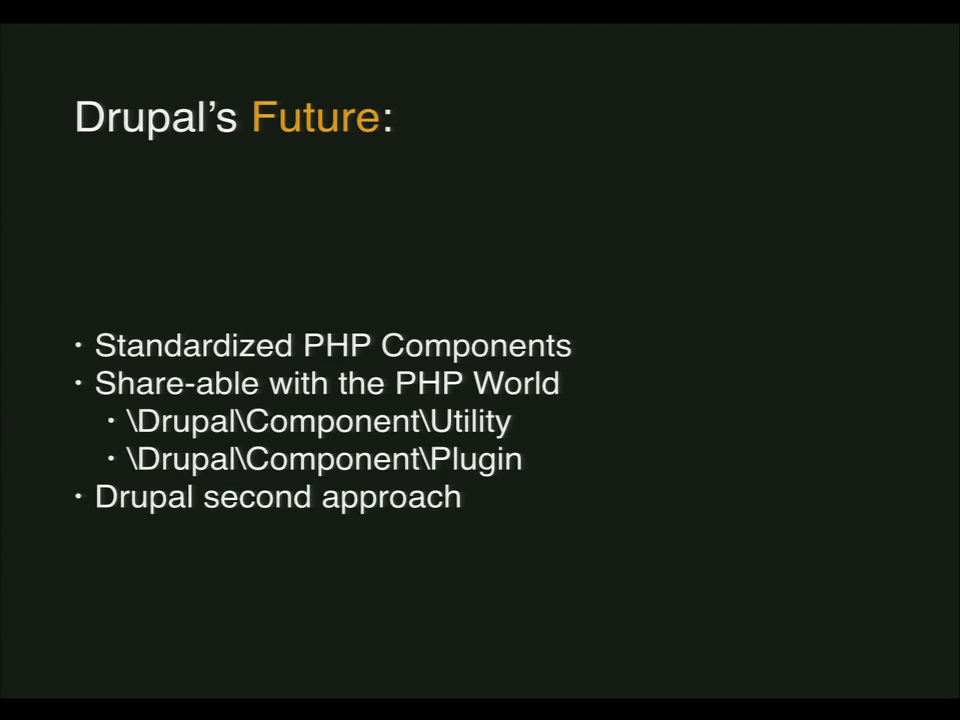 Drupal’s Future:
• Standardized PHP Components
• Share-able with the PHP World
• \Drupal\Component\Utility
• \Drupal\Component\Plugin
• Drupal second approach